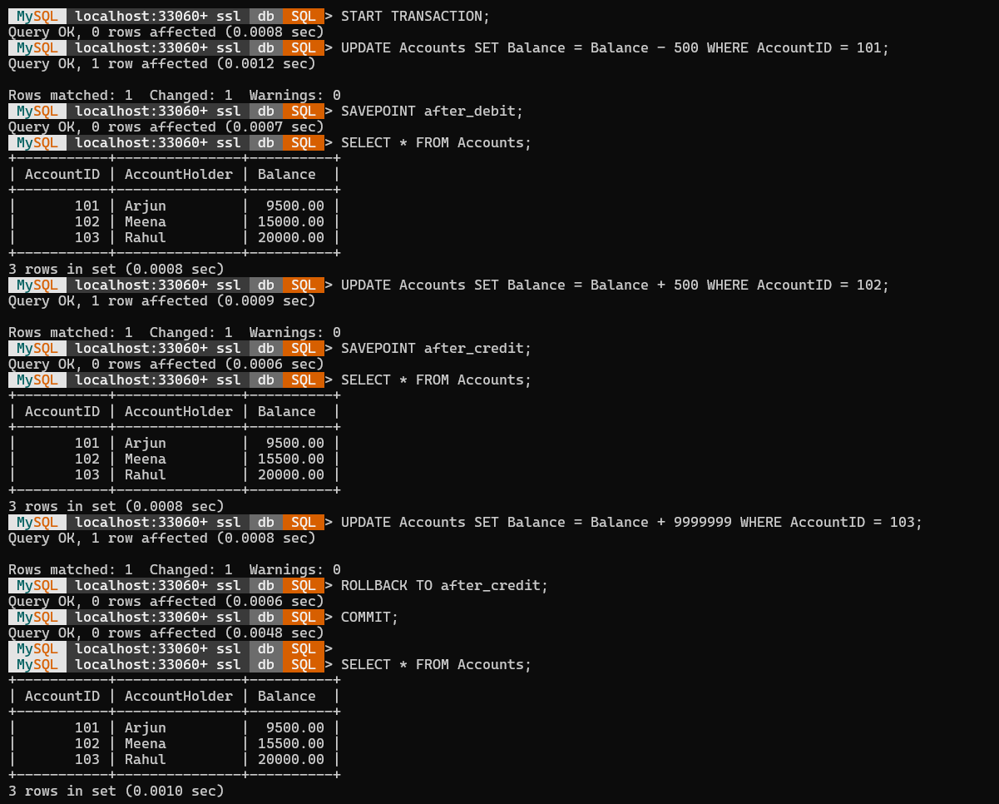 MySQL localhost:33060+ ssl db SQL > START TRANSACTION;
Query OK, 0 rows affected (0.0008 sec)
MySQL localhost:33060+ ssl db SQL > UPDATE Accounts SET Balance = Balance - 500 WHERE AccountID = 101;
Query OK, 1 row affected (0.0012 sec)

Rows matched: 1  Changed: 1  Warnings: 0
MySQL localhost:33060+ ssl db SQL > SAVEPOINT after_debit;
Query OK, 0 rows affected (0.0007 sec)
MySQL localhost:33060+ ssl db SQL > SELECT * FROM Accounts;
+-----------+---------------+----------+
| AccountID | AccountHolder | Balance  |
+-----------+---------------+----------+
|       101 | Arjun         |  9500.00 |
|       102 | Meena         | 15000.00 |
|       103 | Rahul         | 20000.00 |
+-----------+---------------+----------+
3 rows in set (0.0008 sec)
MySQL localhost:33060+ ssl db SQL > UPDATE Accounts SET Balance = Balance + 500 WHERE AccountID = 102;
Query OK, 1 row affected (0.0009 sec)

Rows matched: 1  Changed: 1  Warnings: 0
MySQL localhost:33060+ ssl db SQL > SAVEPOINT after_credit;
Query OK, 0 rows affected (0.0006 sec)
MySQL localhost:33060+ ssl db SQL > SELECT * FROM Accounts;
+-----------+---------------+----------+
| AccountID | AccountHolder | Balance  |
+-----------+---------------+----------+
|       101 | Arjun         |  9500.00 |
|       102 | Meena         | 15500.00 |
|       103 | Rahul         | 20000.00 |
+-----------+---------------+----------+
3 rows in set (0.0008 sec)
MySQL localhost:33060+ ssl db SQL > UPDATE Accounts SET Balance = Balance + 9999999 WHERE AccountID = 103;
Query OK, 1 row affected (0.0008 sec)

Rows matched: 1  Changed: 1  Warnings: 0
MySQL localhost:33060+ ssl db SQL > ROLLBACK TO after_credit;
Query OK, 0 rows affected (0.0006 sec)
MySQL localhost:33060+ ssl db SQL > COMMIT;
Query OK, 0 rows affected (0.0048 sec)
MySQL localhost:33060+ ssl db SQL >
MySQL localhost:33060+ ssl db SQL > SELECT * FROM Accounts;
+-----------+---------------+----------+
| AccountID | AccountHolder | Balance  |
+-----------+---------------+----------+
|       101 | Arjun         |  9500.00 |
|       102 | Meena         | 15500.00 |
|       103 | Rahul         | 20000.00 |
+-----------+---------------+----------+
3 rows in set (0.0010 sec)